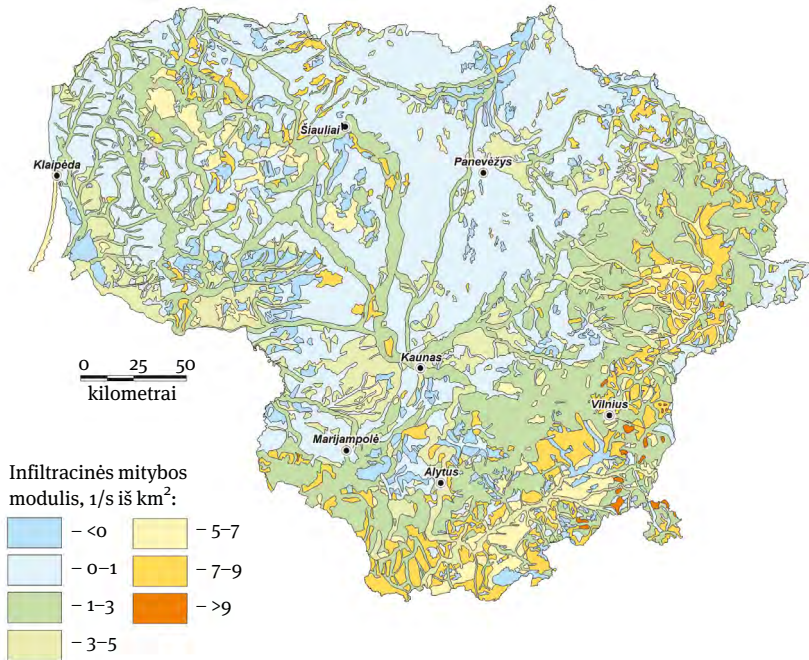 Šiauliai
Klaipėda
Panevėžys
0 25 50
kilometrai
Kaunas
Vilnius
Marijampolė
Alytus
Infiltracinės mitybos
modulis, 1/s iš km²:
– <0
– 5–7
– 0–1
– 7–9
– 1–3
– >9
– 3–5